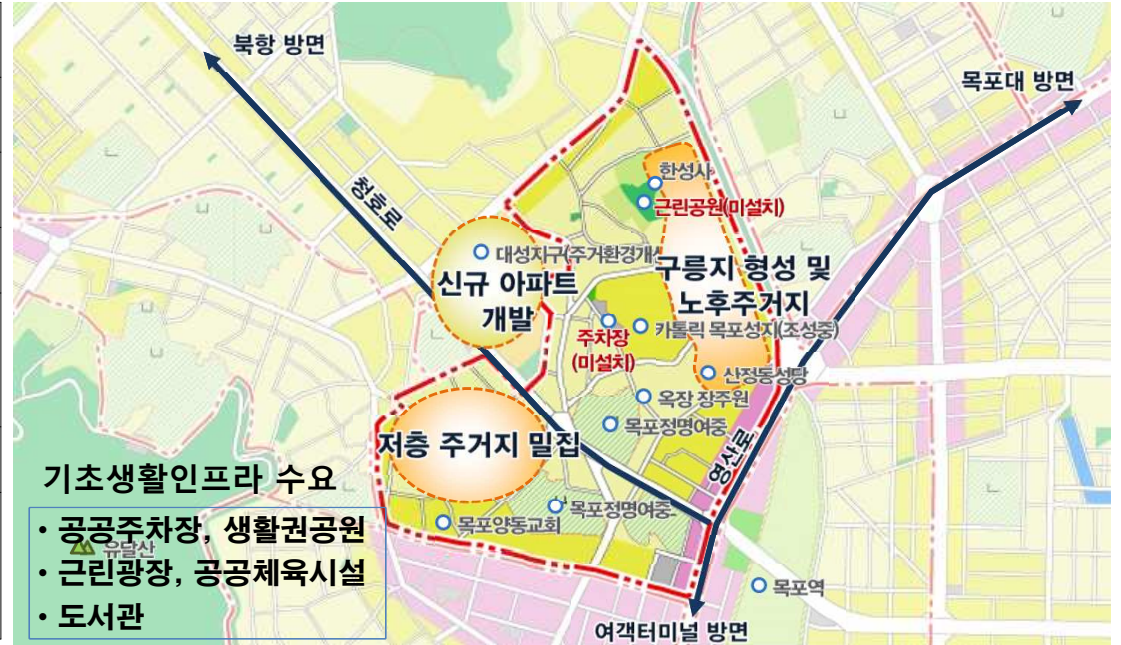 북항 방면
목포대 방면
청호로
한성사
근린공원(미설치)
대성지구(주거환경개선
구릉지 형성 및
노후주거지
신규 아파트
개발
카톨릭 목포성지(조성중)
주차장
(미설치)
산정동성당
옥장 장주원
목포정명여중
영산로
저층 주거지 밀집
기초생활인프라 수요
• 공공주차장, 생활권공원
유달산
• 근린광장, 공공체육시설
• 도서관
목포정명여중
목포양동교회
목포역
여객터미널 방면